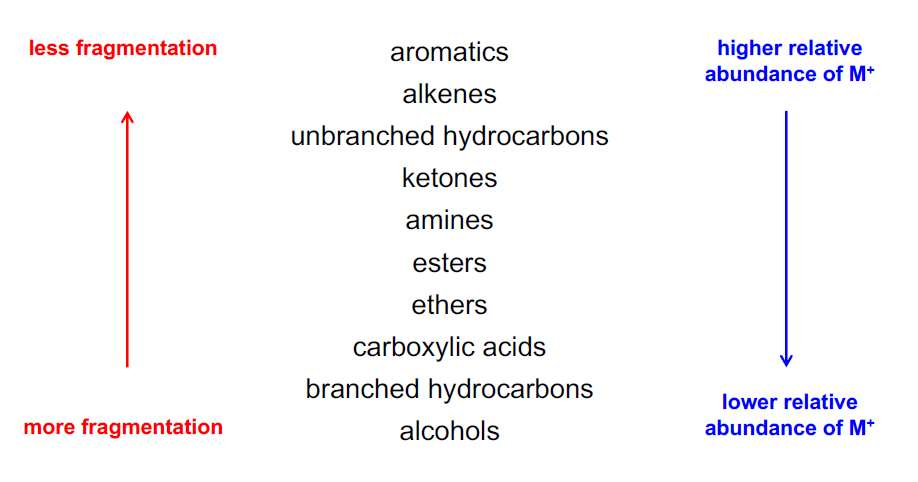 less fragmentation
aromatics
higher relative
abundance of M⁺
alkenes
unbranched hydrocarbons
ketones
amines
esters
ethers
carboxylic acids
branched hydrocarbons
lower relative
abundance of M⁺
more fragmentation
alcohols